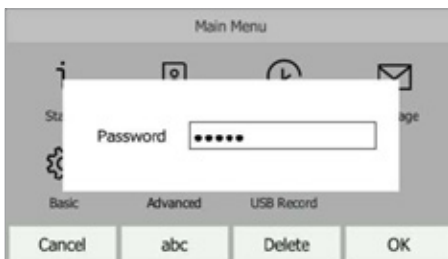 Main Menu
Password •••••
Basic Advanced USB Record
Cancel abc Delete OK